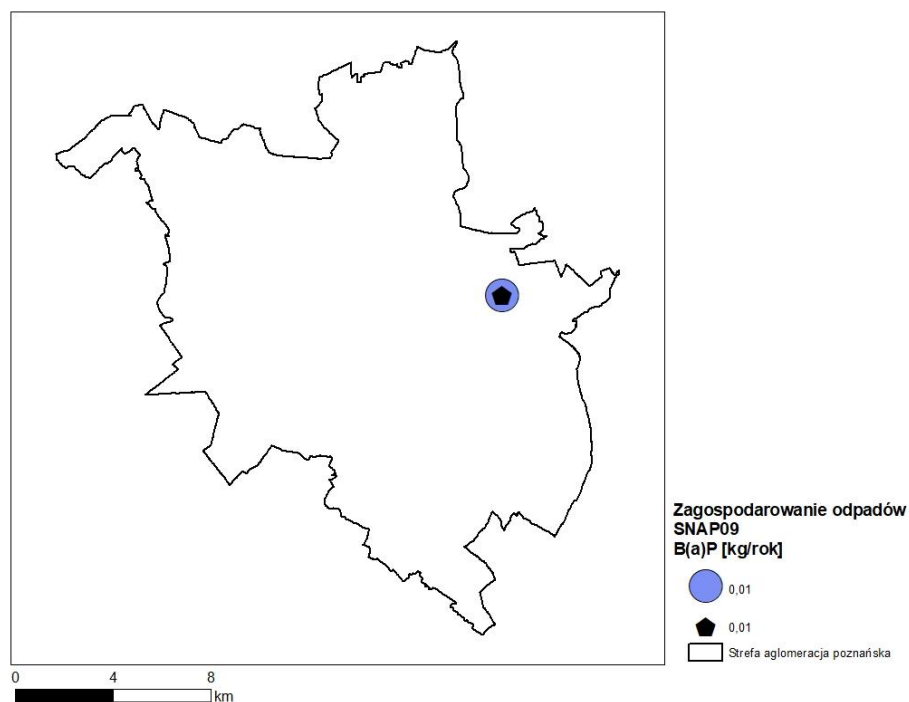 Zagospodarowanie odpadów
SNAP09
B(a)P [kg/rok]
0,01
0,01
Strefa aglomeracja poznańska
0 4 8
km